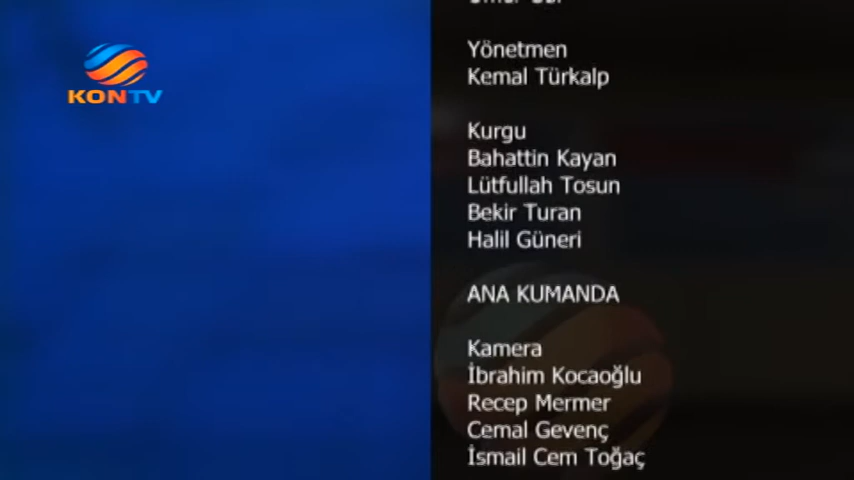 KONTV
Yönetmen
Kemal Türkalp
Kurgu
Bahattin Kayan
Lütfullah Tosun
Bekir Turan
Halil Güneri
ANA KUMANDA
Kamera
İbrahim Kocaoğlu
Recep Mermer
Cemal Gevenç
İsmail Cem Toğaç